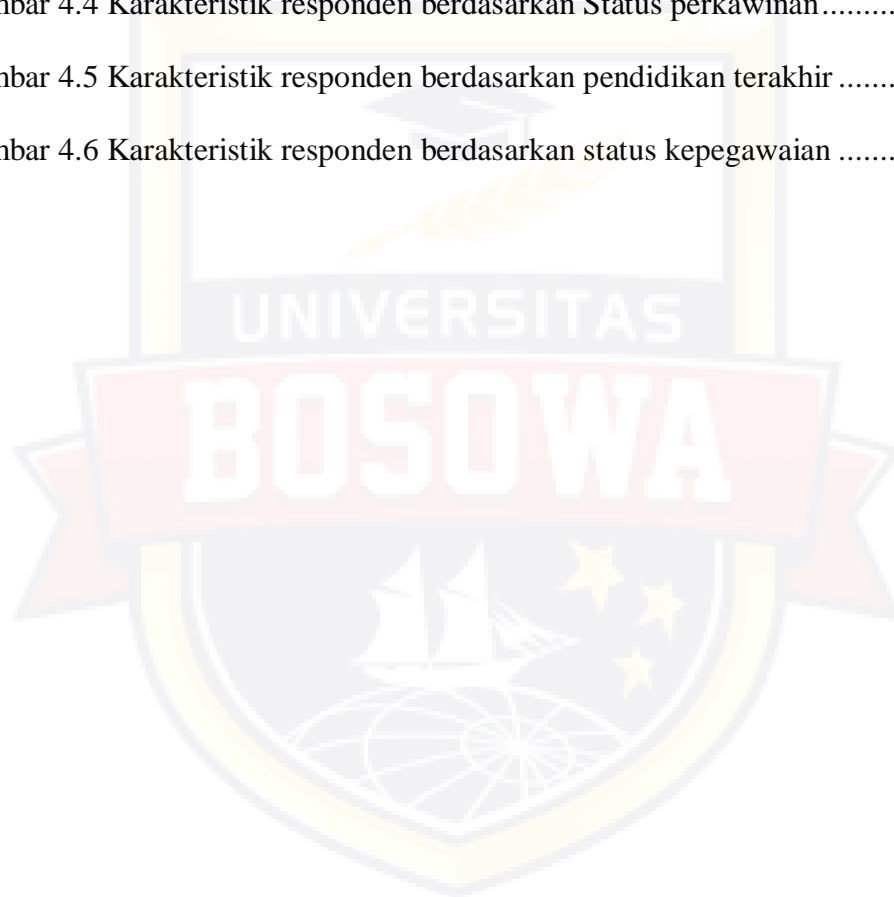 mbar 4.4 Karakteristik responden berdasarkan Status perkawinan.........
mbar 4.5 Karakteristik responden berdasarkan pendidikan terakhir .......
mbar 4.6 Karakteristik responden berdasarkan status kepegawaian .......
UNIVERSITAS
BOSOWA